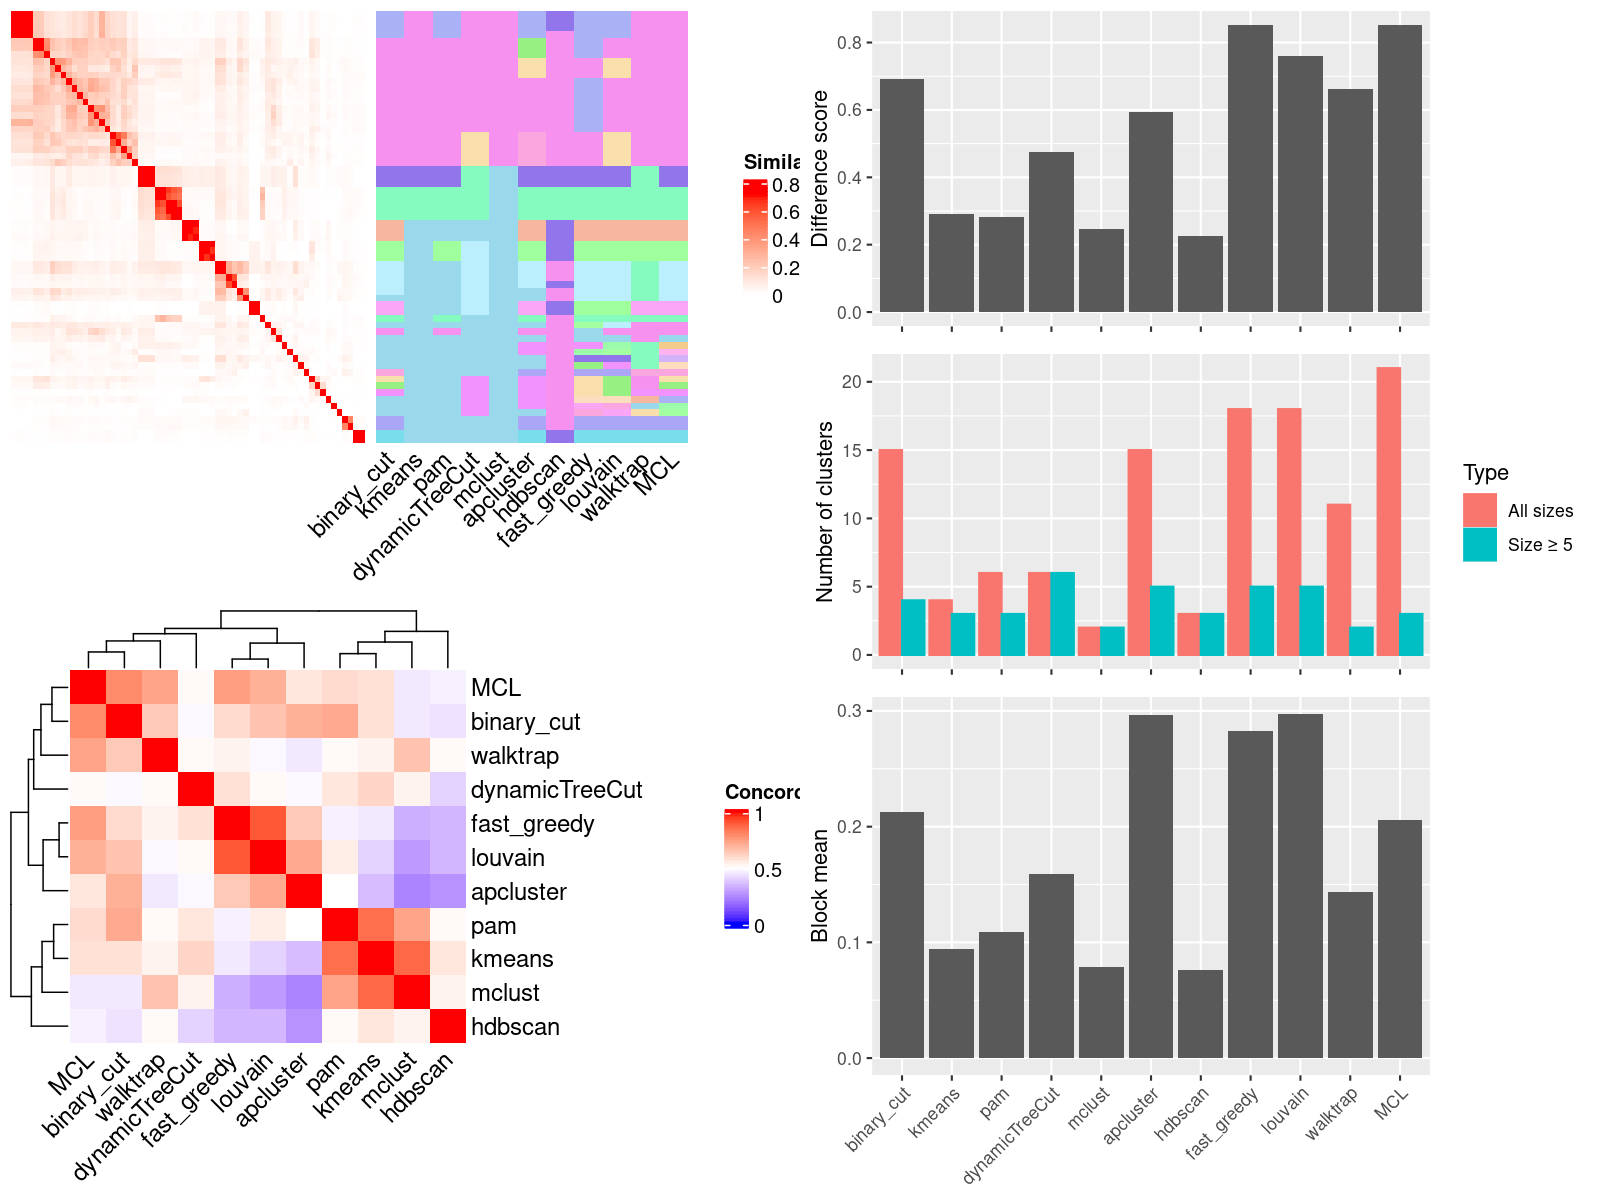 Simila
0.8
0.6
0.4
0.2
0
binary_cut
kmeans
pam
dynamicTreeCut
mclust
apcluster
hdbscan
fast_greedy
louvain
walktrap
MCL
MCL
binary_cut
walktrap
dynamicTreeCut
fast_greedy
louvain
apcluster
pam
kmeans
mclust
hdbscan
Concord
1
0.5
0
MCL
binary_cut
walktrap
dynamicTreeCut
fast_greedy
louvain
apcluster
pam
kmeans
mclust
hdbscan
Difference score
0.8
0.6
0.4
0.2
0.0
Number of clusters
20
15
10
5
0
Type
All sizes
Size ≥ 5
Block mean
0.3
0.2
0.1
0.0
binary_cut
kmeans
pam
dynamicTreeCut
mclust
apcluster
hdbscan
fast_greedy
louvain
walktrap
MCL